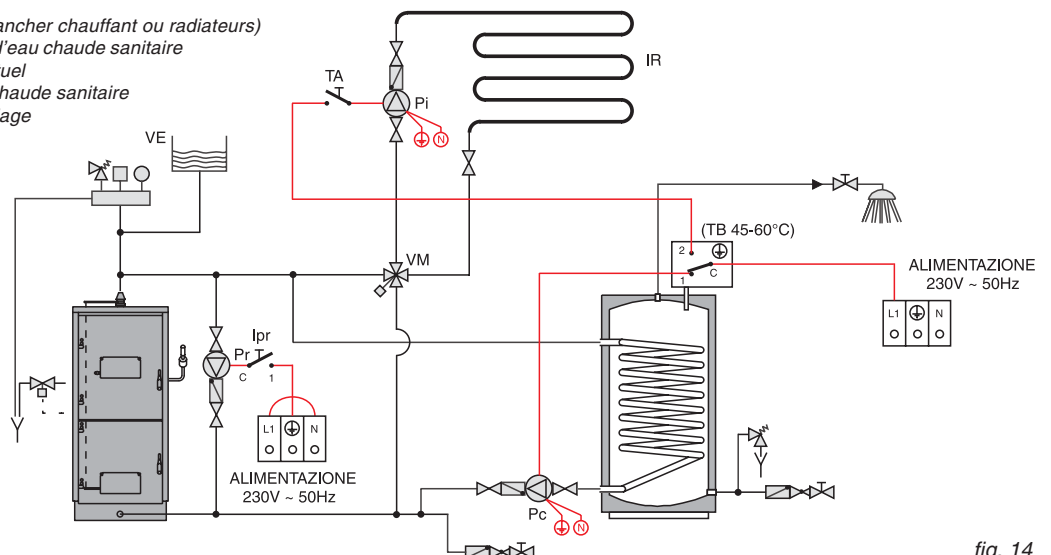 ancher chauffant ou radiateurs)
d'eau chaude sanitaire
uel
haude sanitaire
age
VE
TA
Pi
N
IR
(TB 45-60°C)
2
C
1
VM
ALIMENTAZIONE
230V ~ 50Hz
L1
N
Ipr
Pr
C
1
L1
N
ALIMENTAZIONE
230V ~ 50Hz
Pc
N
fig. 14